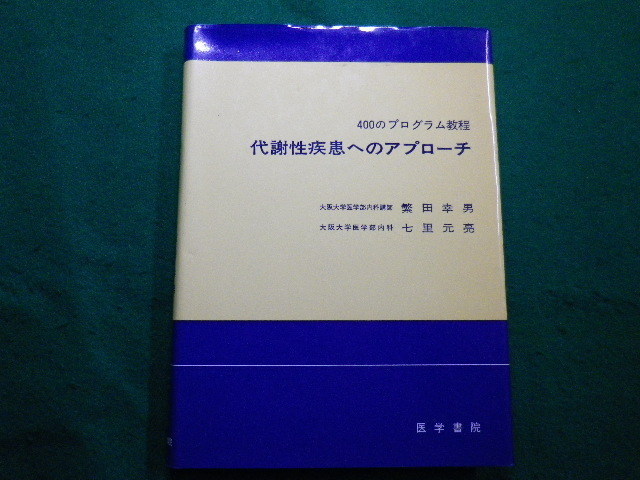 400のプログラム教程
代謝性疾患へのアプローチ
大阪大学医学部内科講師 繁田幸男
大阪大学医学部内科 七里元亮
医学書院